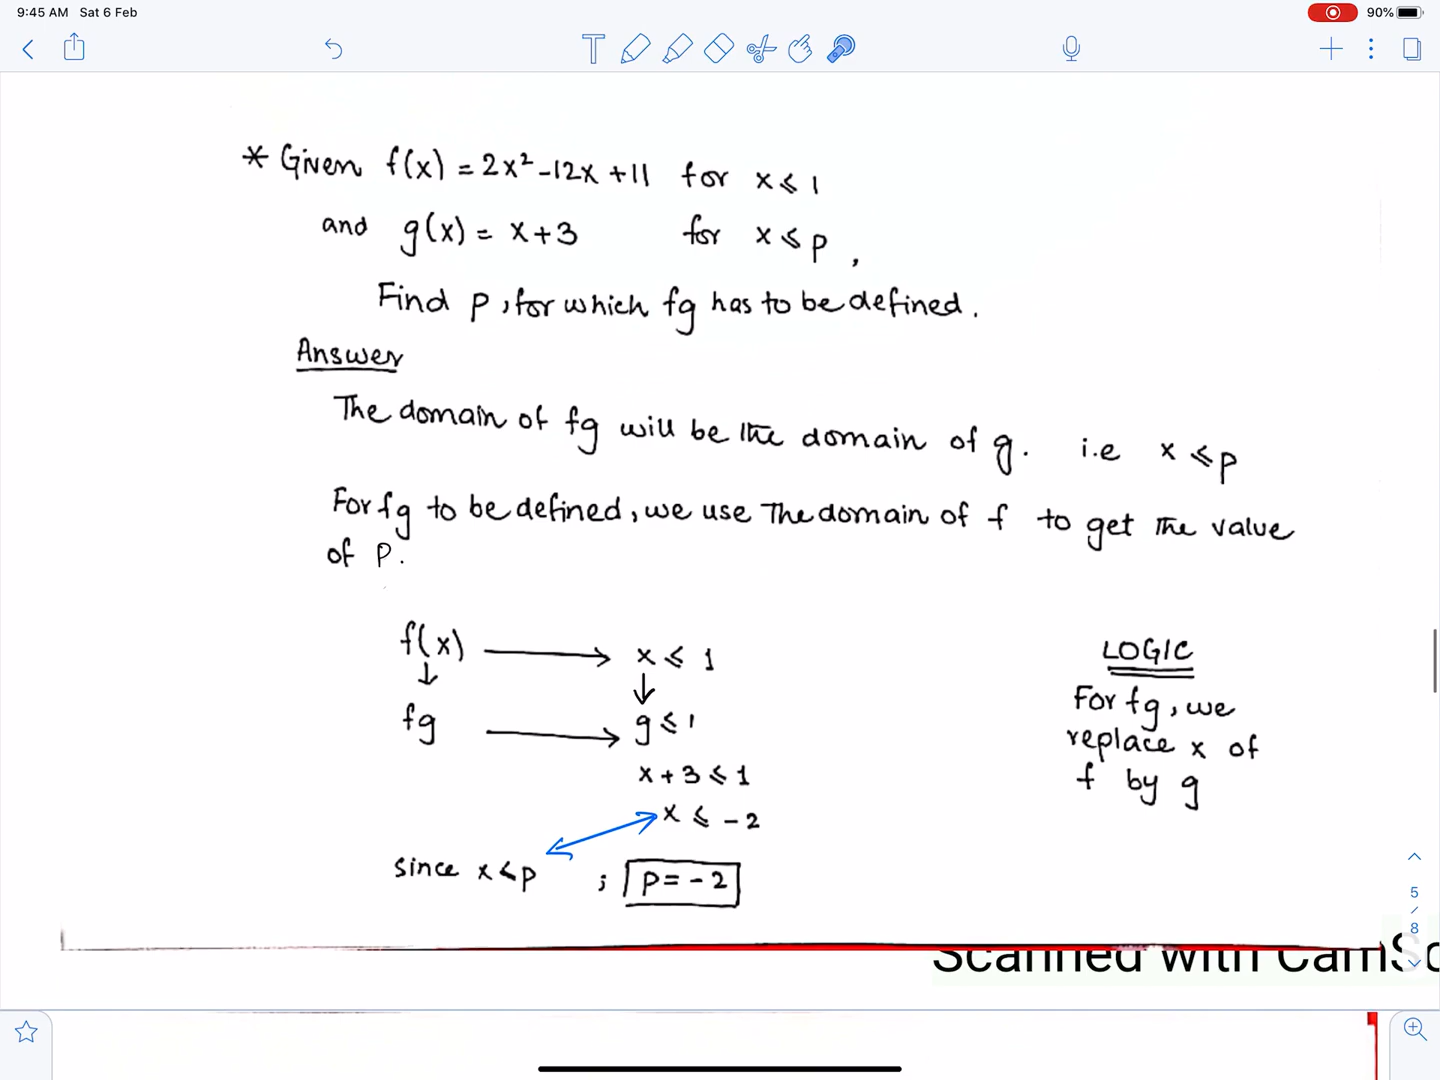 9:45 AM Sat 6 Feb
90%
* Given f(x) = 2x² -12x +11 for x ⩽ 1
and g(x) = x+3 for x ⩽ p ,
Find p, for which fg has to be defined.
Answer
The domain of fg will be the domain of g. i.e x ⩽ p
For fg to be defined, we use the domain of f to get the value
of P.
f(x) ⟶ x ⩽ 1
↓ ↓
fg ⟶ g ⩽ 1
x + 3 ⩽ 1
x ⩽ -2
since x ⩽ p ; p = -2
LOGIC
For fg, we
replace x of
f by g
5
/
8
Scanned with CamSc